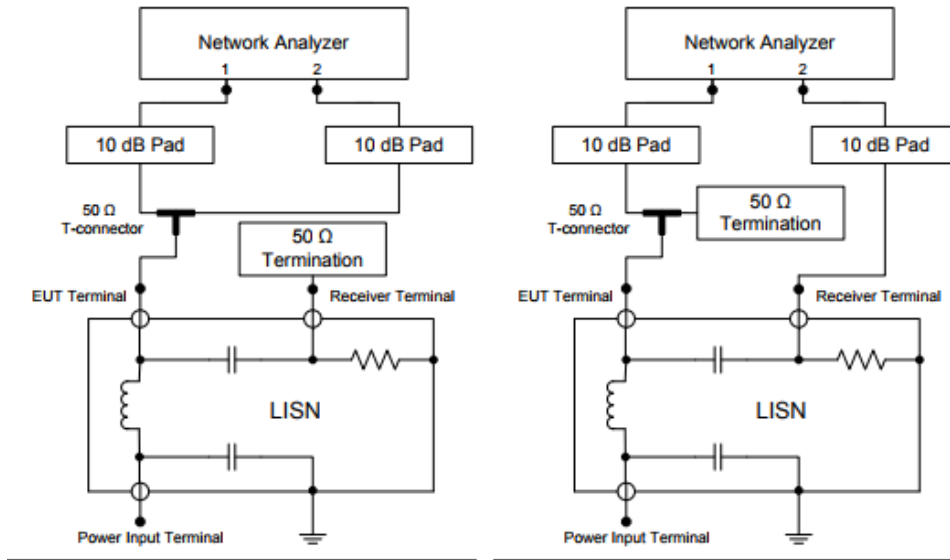 Network Analyzer
1
2
10 dB Pad
10 dB Pad
50 Ω
T-connector
50 Ω
Termination
EUT Terminal
Receiver Terminal
LISN
Power Input Terminal
Network Analyzer
1
2
10 dB Pad
10 dB Pad
50 Ω
T-connector
50 Ω
Termination
EUT Terminal
Receiver Terminal
LISN
Power Input Terminal